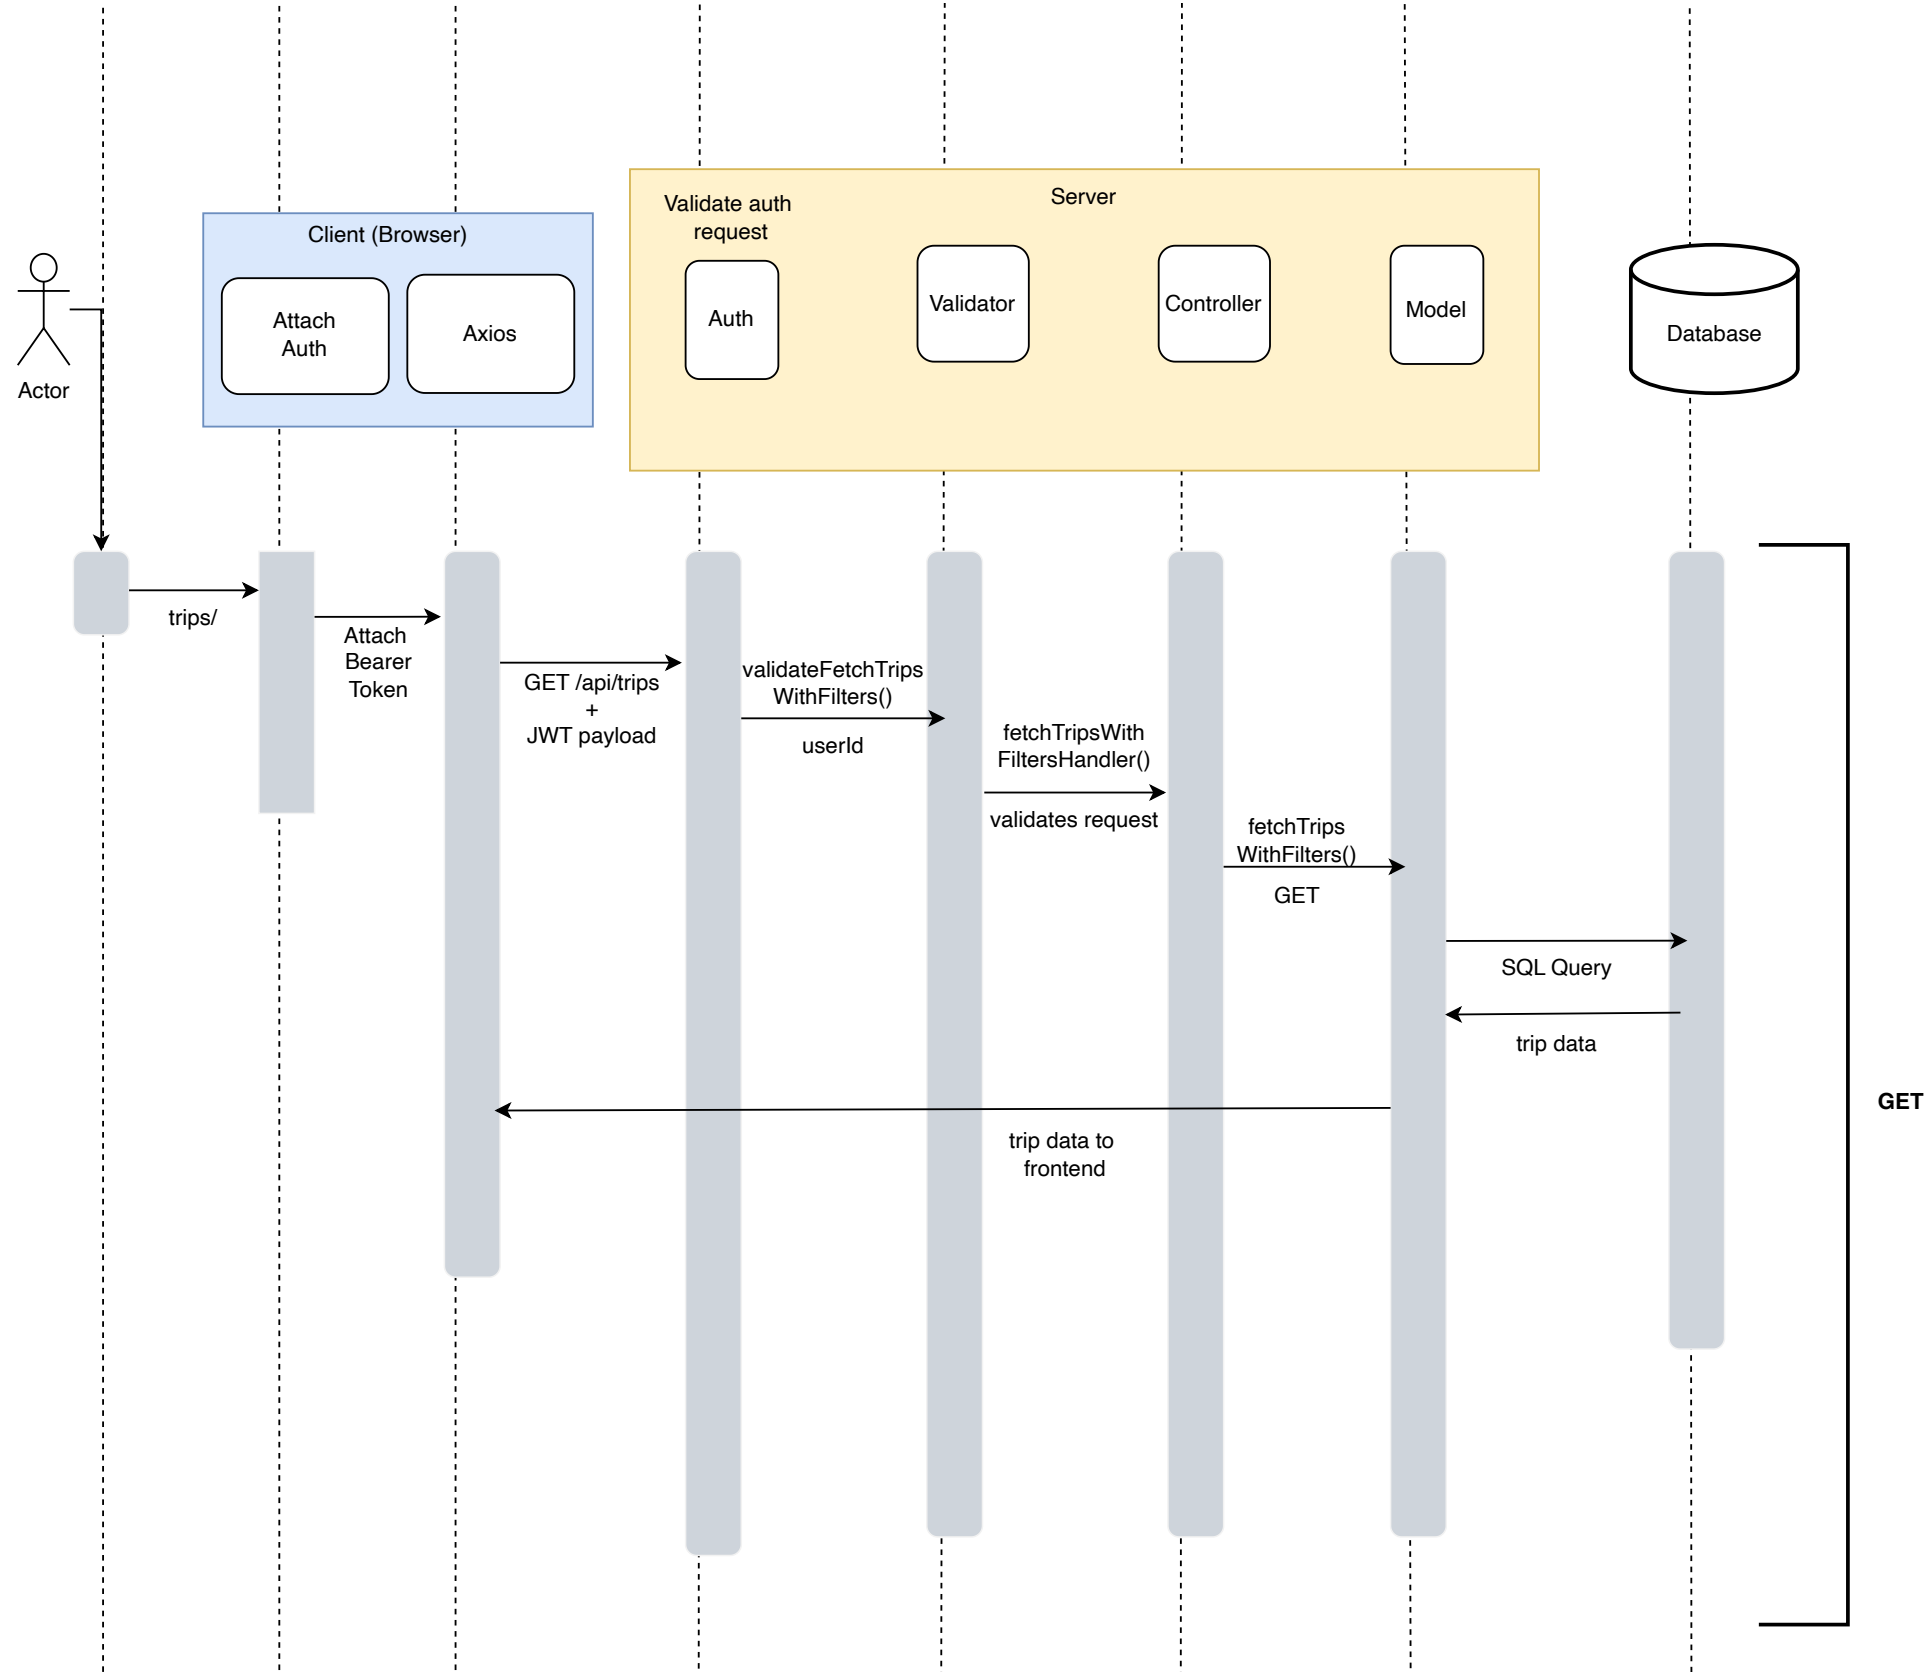 Server
Validate auth
request
Client (Browser)
Actor
Attach
Auth
Axios
Auth
Validator
Controller
Model
Database
trips/
Attach
Bearer
Token
GET /api/trips
+
JWT payload
validateFetchTrips
WithFilters()
userId
fetchTripsWith
FiltersHandler()
validates request
fetchTrips
WithFilters()
GET
SQL Query
trip data
trip data to
frontend
GET